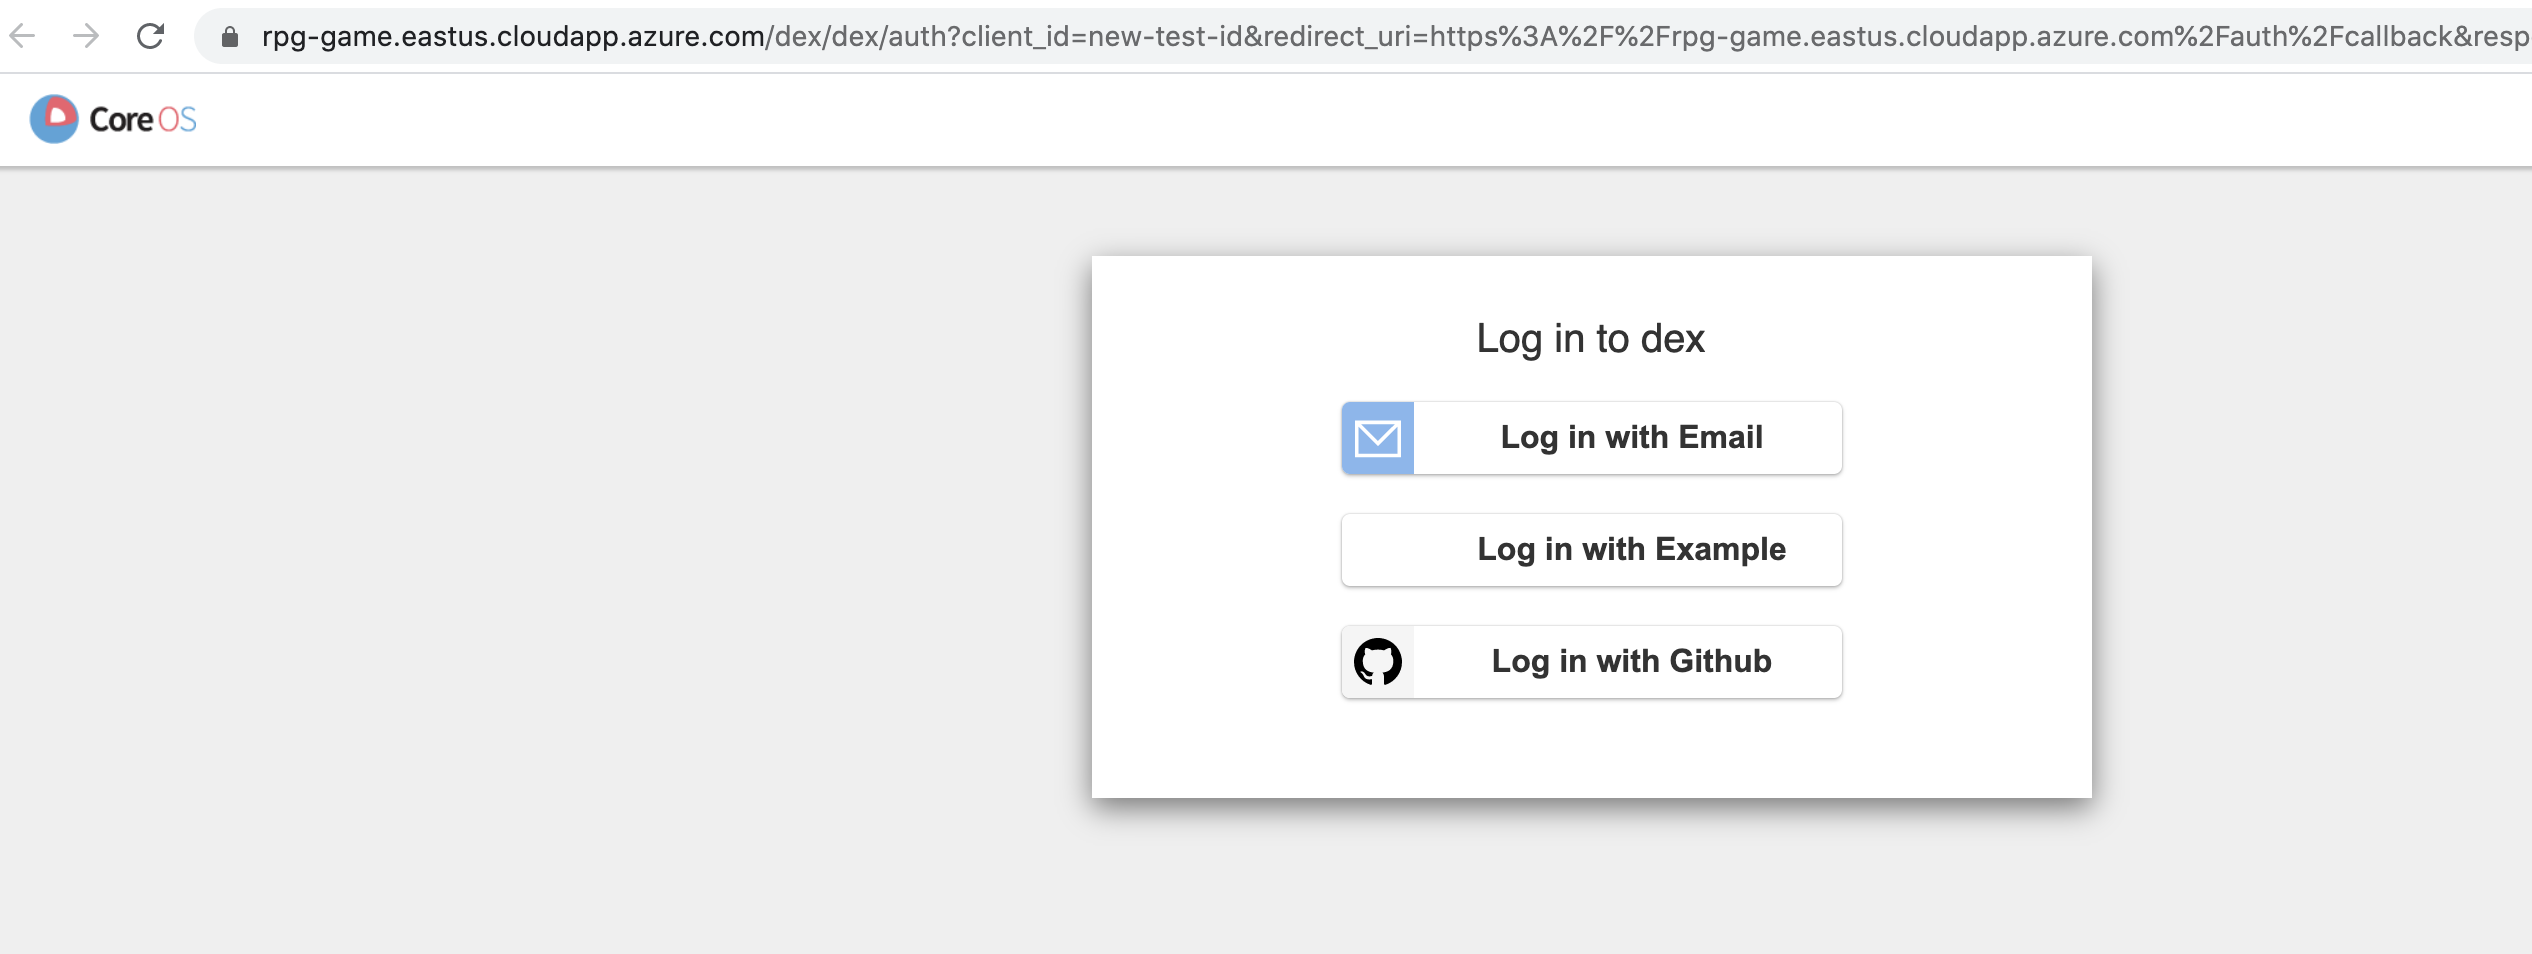 rpg-game.eastus.cloudapp.azure.com/dex/dex/auth?client_id=new-test-id&redirect_uri=https%3A%2F%2Frpg-game.eastus.cloudapp.azure.com%2Fauth%2Fcallback&resp
Core OS
Log in to dex
Log in with Email
Log in with Example
Log in with Github